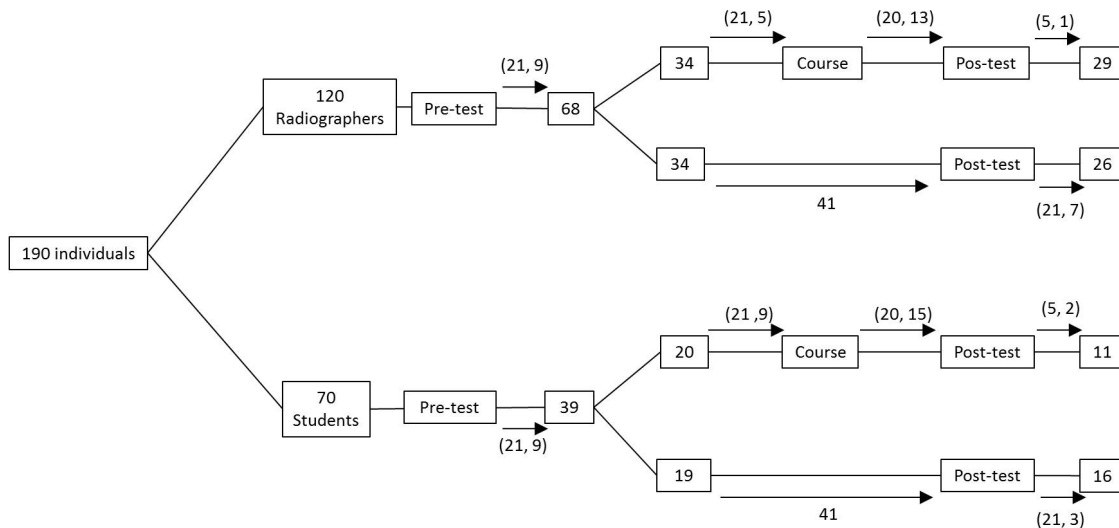 (21, 5)
(20, 13)
(5, 1)
34
Course
Pos-test
29
(21, 9)
120
Radiographers
Pre-test
68
34
Post-test
26
41
(21, 7)
190 individuals
(21 ,9)
(20, 15)
(5, 2)
20
Course
Post-test
11
70
Students
Pre-test
39
(21, 9)
19
Post-test
16
41
(21, 3)